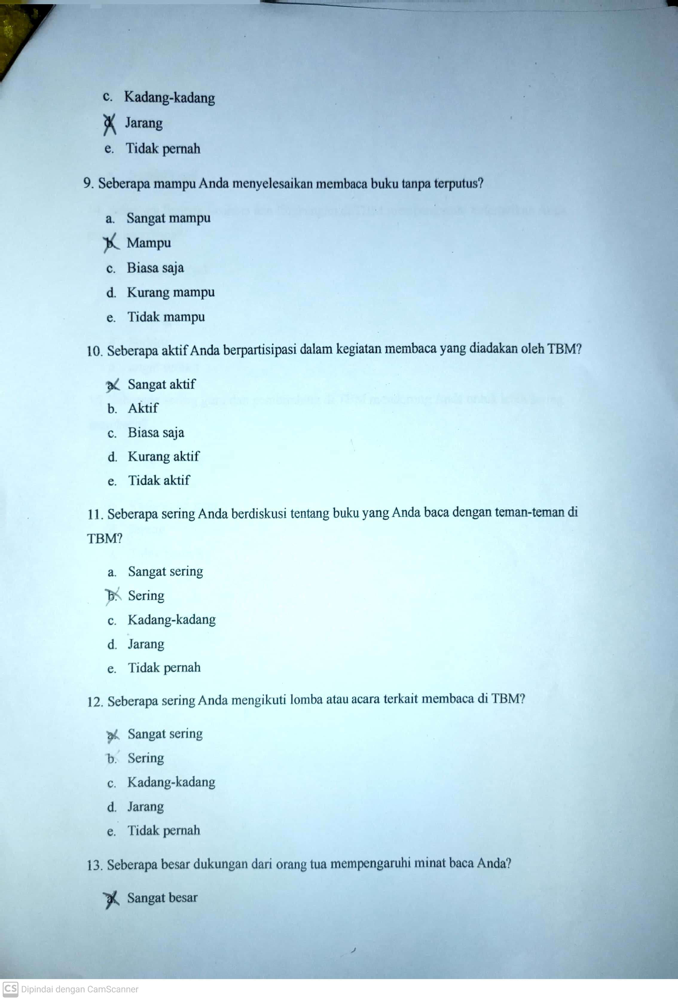 c. Kadang-kadang
d. Jarang
e. Tidak pernah
9. Seberapa mampu Anda menyelesaikan membaca buku tanpa terputus?
a. Sangat mampu
b. Mampu
c. Biasa saja
d. Kurang mampu
e. Tidak mampu
10. Seberapa aktif Anda berpartisipasi dalam kegiatan membaca yang diadakan oleh TBM?
a. Sangat aktif
b. Aktif
c. Biasa saja
d. Kurang aktif
e. Tidak aktif
11. Seberapa sering Anda berdiskusi tentang buku yang Anda baca dengan teman-teman di
TBM?
a. Sangat sering
b. Sering
c. Kadang-kadang
d. Jarang
e. Tidak pernah
12. Seberapa sering Anda mengikuti lomba atau acara terkait membaca di TBM?
a. Sangat sering
b. Sering
c. Kadang-kadang
d. Jarang
e. Tidak pernah
13. Seberapa besar dukungan dari orang tua mempengaruhi minat baca Anda?
a. Sangat besar
CS Dipindai dengan CamScanner